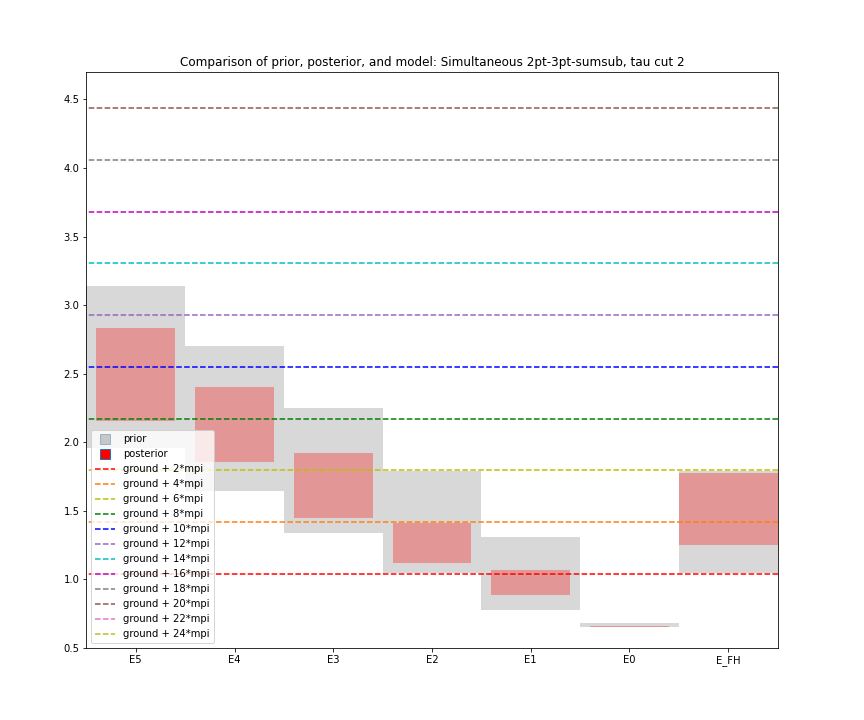 Comparison of prior, posterior, and model: Simultaneous 2pt-3pt-sumsub, tau cut 2
4.5
4.0
3.5
3.0
2.5
2.0
1.5
1.0
0.5
prior
posterior
ground + 2*mpi
ground + 4*mpi
ground + 6*mpi
ground + 8*mpi
ground + 10*mpi
ground + 12*mpi
ground + 14*mpi
ground + 16*mpi
ground + 18*mpi
ground + 20*mpi
ground + 22*mpi
ground + 24*mpi
E5 E4 E3 E2 E1 E0 E_FH